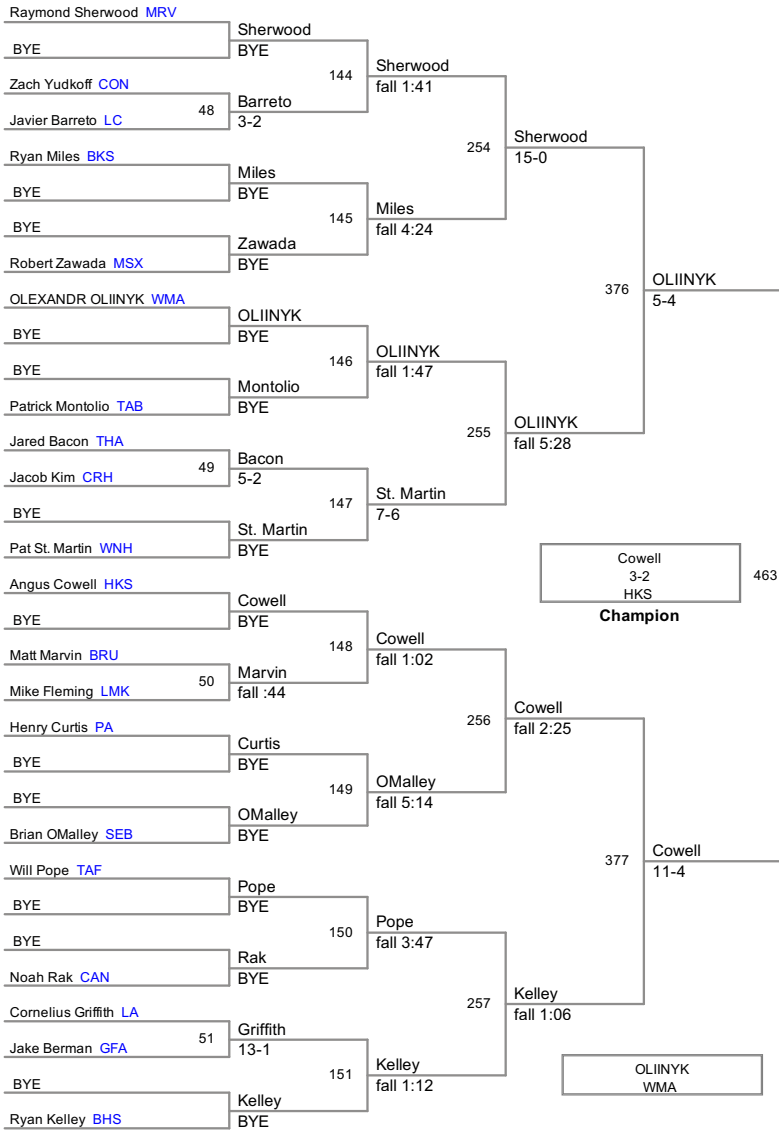 Raymond Sherwood MRV
BYE
Zach Yudkoff CON
48
Javier Barreto LC
Ryan Miles BKS
BYE
BYE
Robert Zawada MSX
OLEXANDR OLIINYK WMA
BYE
BYE
Patrick Montolio TAB
Jared Bacon THA
49
Jacob Kim CRH
BYE
Pat St. Martin WNH
Angus Cowell HKS
BYE
Matt Marvin BRU
50
Mike Fleming LMK
Henry Curtis PA
BYE
BYE
Brian OMalley SEB
Will Pope TAF
BYE
BYE
Noah Rak CAN
Cornelius Griffith LA
51
Jake Berman GFA
BYE
Ryan Kelley BHS
Sherwood
BYE
144
Barreto
3-2
Miles
BYE
145
Zawada
BYE
OLIINYK
BYE
146
Montolio
BYE
Bacon
5-2
147
St. Martin
BYE
Cowell
BYE
148
Marvin
fall :44
Curtis
BYE
149
OMalley
BYE
Pope
BYE
150
Rak
BYE
Griffith
13-1
151
Kelley
BYE
Sherwood
fall 1:41
254
Miles
fall 4:24
OLIINYK
fall 1:47
255
St. Martin
7-6
Cowell
fall 1:02
256
OMalley
fall 5:14
Pope
fall 3:47
257
Kelley
fall 1:12
Sherwood
15-0
376
OLIINYK
fall 5:28
Cowell
fall 2:25
377
Kelley
fall 1:06
OLIINYK
5-4
Cowell
11-4
Cowell
3-2
HKS
463
Champion
OLIINYK
WMA